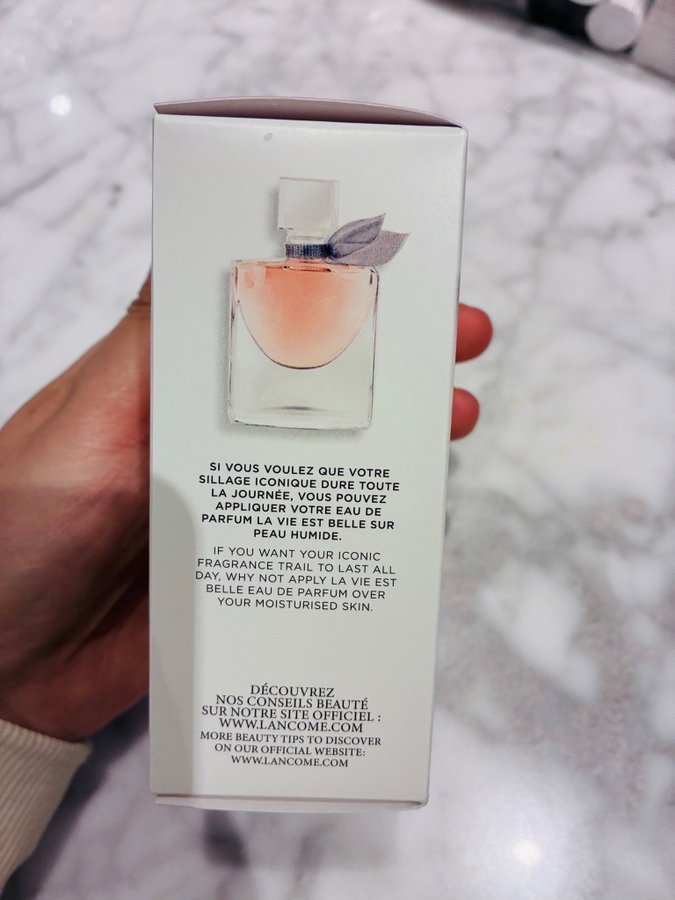 SI VOUS VOULEZ QUE VOTRE
SILLAGE ICONIQUE DURE TOUTE
LA JOURNÉE, VOUS POUVEZ
APPLIQUER VOTRE EAU DE
PARFUM LA VIE EST BELLE SUR
PEAU HUMIDE.
IF YOU WANT YOUR ICONIC
FRAGRANCE TRAIL TO LAST ALL
DAY, WHY NOT APPLY LA VIE EST
BELLE EAU DE PARFUM OVER
YOUR MOISTURISED SKIN.
DÉCOUVREZ
NOS CONSEILS BEAUTÉ
SUR NOTRE SITE OFFICIEL :
WWW.LANCOME.COM
MORE BEAUTY TIPS TO DISCOVER
ON OUR OFFICIAL WEBSITE:
WWW.LANCOME.COM